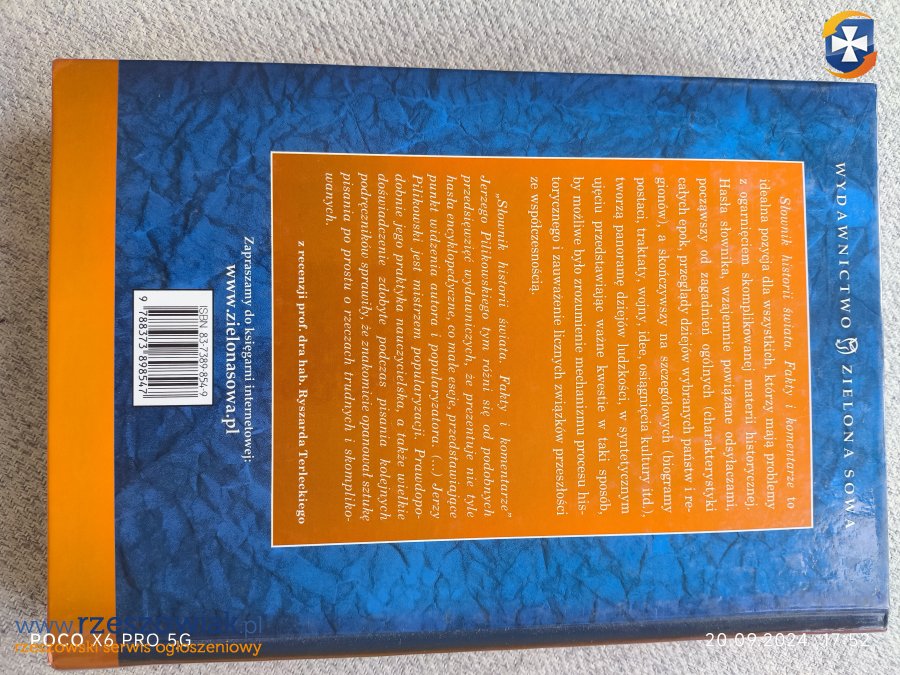 WYDAWNICTWO ZIELONA SOWA
Słownik historii świata. Fakty i komentarze to
idealna pozycja dla wszystkich, którzy mają problemy
z ogarnięciem skomplikowanej materii historycznej.
Hasła słownika, wzajemnie powiązane odsyłaczami,
począwszy od zagadnień ogólnych (charakterystyki
całych epok, przeglądy dziejów wybranych państw i re-
gionów), a skończywszy na szczegółowych (biogramy
postaci, traktaty, wojny, idee, osiągnięcia kultury itd.),
tworzą panoramę dziejów ludzkości, w syntetycznym
ujęciu przedstawiając ważne kwestie w taki sposób,
by możliwe było zrozumienie mechanizmu procesu his-
torycznego i zauważenie licznych związków przeszłości
ze współczesnością.
„Słownik historii świata. Fakty i komentarze”
Jerzego Pilikowskiego tym różni się od podobnych
przedsięwzięć wydawniczych, że prezentuje nie tyle
hasła encyklopedyczne, co małe eseje, przedstawiające
punkt widzenia autora i popularyzatora. (...) Jerzy
Pilikowski jest mistrzem popularyzacji. Prawdopo-
dobnie jego praktyka nauczycielska, a także wielkie
doświadczenie zdobyte podczas pisania kolejnych
podręczników sprawiły, że znakomicie opanował sztukę
pisania po prostu o rzeczach trudnych i skompliko-
wanych.
z recenzji prof. dra hab. Ryszarda Terleckiego
Zapraszamy do księgarni internetowej:
www.zielonasowa.pl
ISBN 83-7389-854-9
9 788373 898547
www.rzeszowiak.pl
rzeszowski serwis ogłoszeniowy
POCO X6 PRO 5G
20.09.2024 17:52